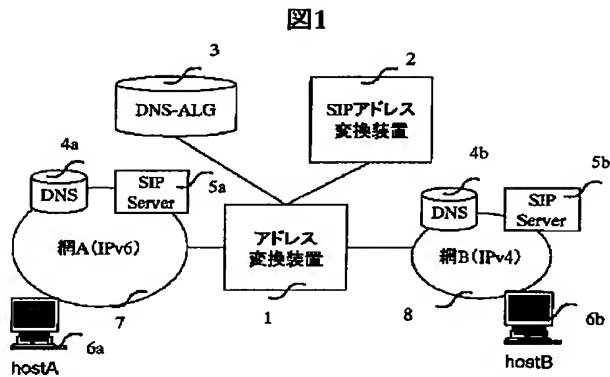 図1
3
2
DNS-ALG
SIPアドレス
変換装置
4a
DNS
SIP
Server
5a
4b
DNS
5b
SIP
Server
網A(IPv6)
アドレス
変換装置
網B(IPv4)
7
1
8
6a
hostA
6b
hostB